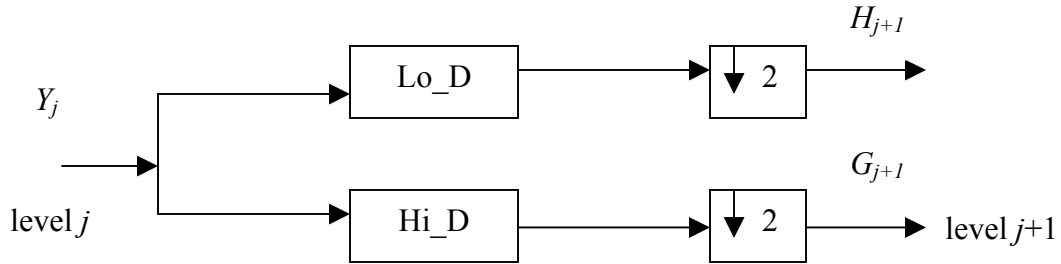 H_{j+1}
Lo_D
↓ 2
Y_j
G_{j+1}
level j
Hi_D
↓ 2
level j+1